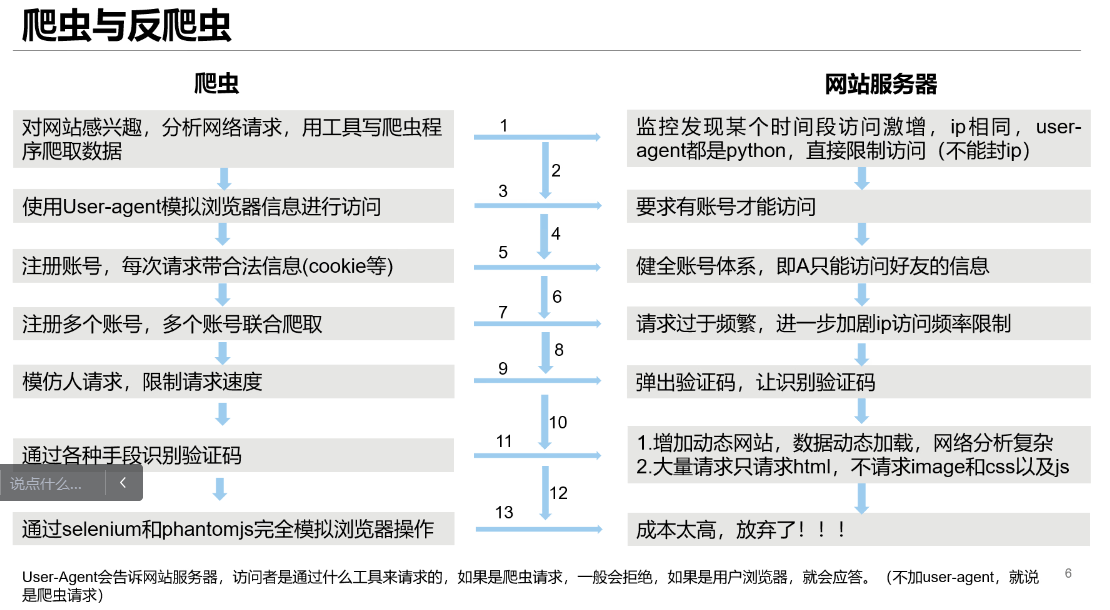 爬虫与反爬虫
爬虫
网站服务器
对网站感兴趣，分析网络请求，用工具写爬虫程
序爬取数据
1
监控发现某个时间段访问激增，ip相同，user-
agent都是python，直接限制访问（不能封ip）
2
使用User-agent模拟浏览器信息进行访问
3
要求有账号才能访问
4
注册账号，每次请求带合法信息(cookie等)
5
健全账号体系，即A只能访问好友的信息
6
注册多个账号，多个账号联合爬取
7
请求过于频繁，进一步加剧ip访问频率限制
8
模仿人请求，限制请求速度
9
弹出验证码，让识别验证码
10
通过各种手段识别验证码
11
1.增加动态网站，数据动态加载，网络分析复杂
2.大量请求只请求html，不请求image和css以及js
说点什么...
12
通过selenium和phantomjs完全模拟浏览器操作
13
成本太高，放弃了！！！
User-Agent会告诉网站服务器，访问者是通过什么工具来请求的，如果是爬虫请求，一般会拒绝，如果是用户浏览器，就会应答。（不加user-agent，就说
是爬虫请求）
6